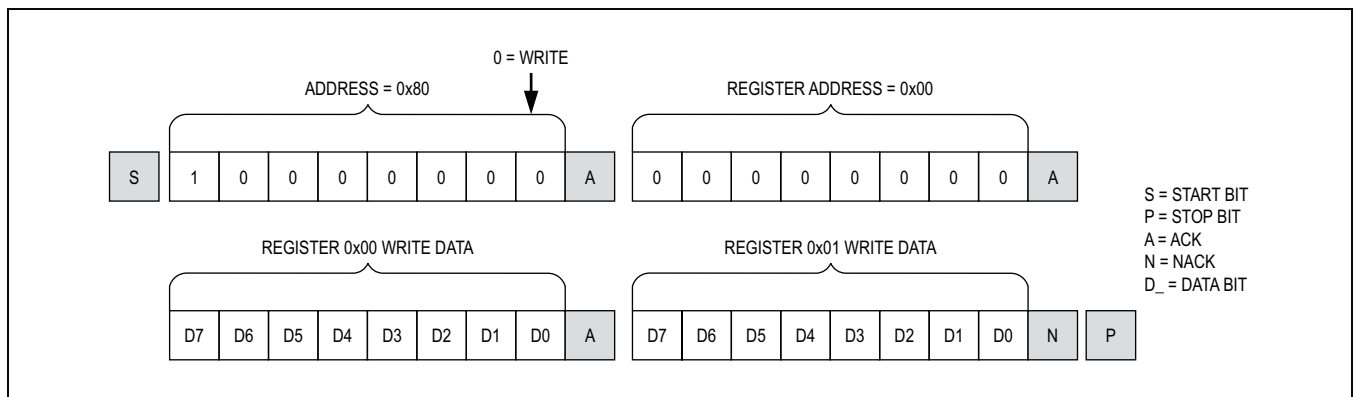 0 = WRITE
ADDRESS = 0x80
REGISTER ADDRESS = 0x00
S 1 0 0 0 0 0 0 0 A 0 0 0 0 0 0 0 0 A
S = START BIT
P = STOP BIT
A = ACK
N = NACK
D_ = DATA BIT
REGISTER 0x00 WRITE DATA
REGISTER 0x01 WRITE DATA
D7 D6 D5 D4 D3 D2 D1 D0 A D7 D6 D5 D4 D3 D2 D1 D0 N P